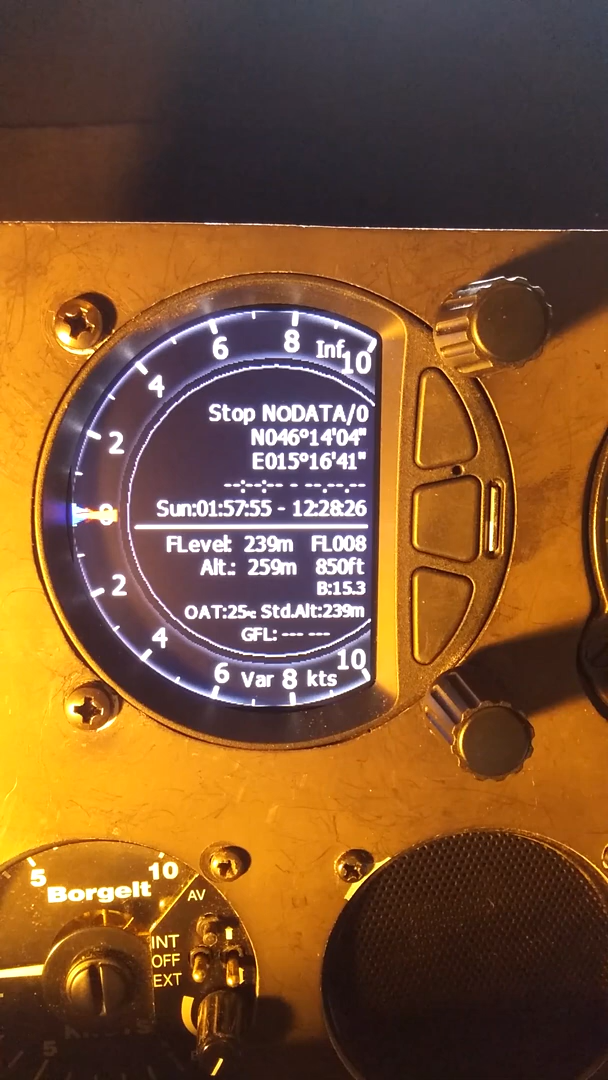 6 8 Inf 10
4
2
0
2
4
6 Var 8 kts 10
Stop NODATA/0
N046°14'04"
E015°16'41"
--:--:-- - --.--.--
Sun:01:57:55 - 12:28:26
FLevel: 239m FL008
Alt.: 259m 850ft
B:15.3
OAT:25°C Std.Alt:239m
GFL: --- ---
5 10
Borgelt
AV
INT
OFF
EXT
5